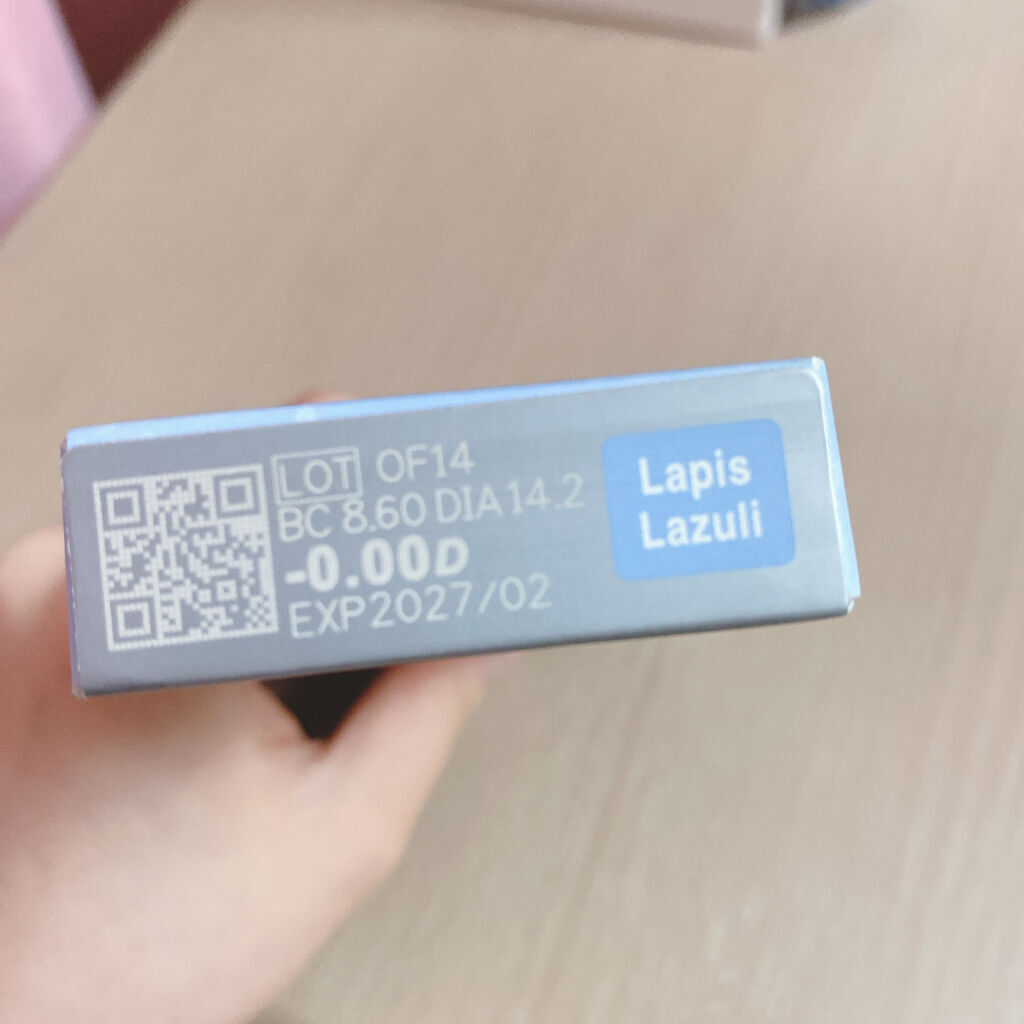 LOT OF14
BC 8.60 DIA 14.2
-0.00D
EXP2027/02
Lapis
Lazuli